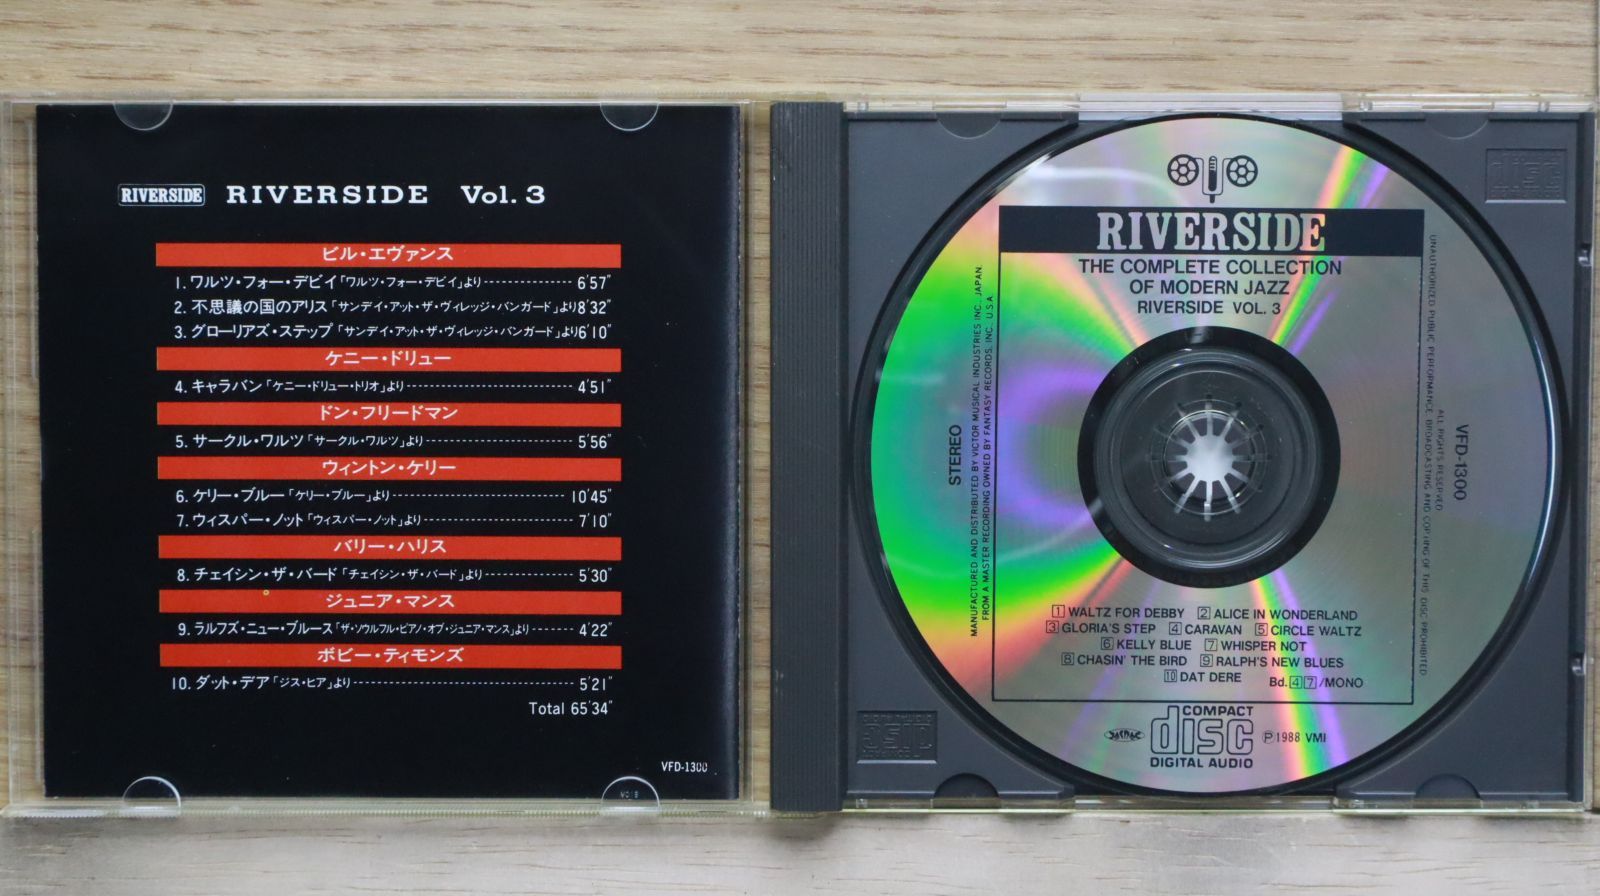 RIVERSIDE RIVERSIDE Vol. 3
ビル・エヴァンス
1. ワルツ・フォー・デビイ「ワルツ・フォー・デビイ」より 6'57"
2. 不思議の国のアリス「サンデイ・アット・ザ・ヴィレッジ・バンガード」より8'32"
3. グローリアズ・ステップ「サンデイ・アット・ザ・ヴィレッジ・バンガード」より6'10"
ケニー・ドリュー
4. キャラバン「ケニー・ドリュー・トリオ」より 4'51"
ドン・フリードマン
5. サークル・ワルツ「サークル・ワルツ」より 5'56"
ウィントン・ケリー
6. ケリー・ブルー「ケリー・ブルー」より 10'45"
7. ウィスパー・ノット「ウィスパー・ノット」より 7'10"
バリー・ハリス
8. チェイシン・ザ・バード「チェイシン・ザ・バード」より 5'30"
ジュニア・マンス
9. ラルフズ・ニュー・ブルース「ザ・ソウルフル・ピアノ・オブ・ジュニア・マンス」より 4'22"
ボビー・ティモンズ
10. ダット・デア「ジス・ヒア」より 5'21"
Total 65'34"
VFD-1300
RIVERSIDE
THE COMPLETE COLLECTION
OF MODERN JAZZ
RIVERSIDE VOL. 3
STEREO
MANUFACTURED AND DISTRIBUTED BY VICTOR MUSICAL INDUSTRIES INC., JAPAN.
FROM A MASTER RECORDING OWNED BY FANTASY RECORDS. INC., U.S.A.
VFD-1300
ALL RIGHTS RESERVED
UNAUTHORIZED PUBLIC PERFORMANCE BROADCASTING AND COPYING OF THIS DISC PROHIBITED
1 WALTZ FOR DEBBY 2 ALICE IN WONDERLAND
3 GLORIA'S STEP 4 CARAVAN 5 CIRCLE WALTZ
6 KELLY BLUE 7 WHISPER NOT
8 CHASIN' THE BIRD 9 RALPH'S NEW BLUES
10 DAT DERE Bd. 4 7 /MONO
COMPACT
disc
DIGITAL AUDIO
Ⓟ1988 VMI